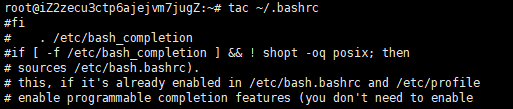 root@iZ2zecu3ctp6ajejvm7jugZ:~# tac ~/.bashrc
#fi
#    . /etc/bash_completion
#if [ -f /etc/bash_completion ] && ! shopt -oq posix; then
# sources /etc/bash.bashrc).
# this, if it's already enabled in /etc/bash.bashrc and /etc/profile
# enable programmable completion features (you don't need to enable